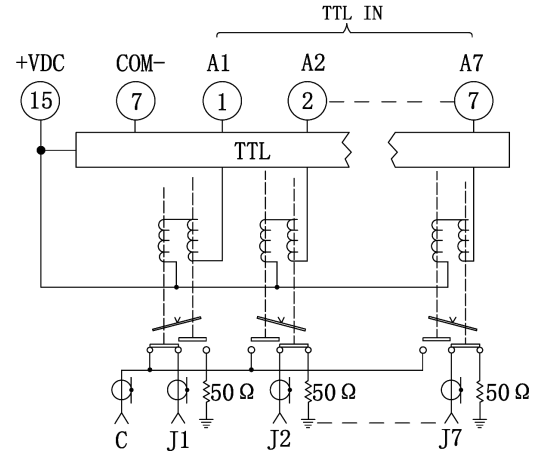 TTL IN
+VDC COM- A1 A2 A7
15 7 1 2 7
TTL
50 Ω 50 Ω 50 Ω
C J1 J2 J7